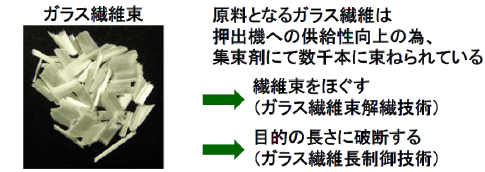 ガラス繊維束
原料となるガラス繊維は
押出機への供給性向上の為、
集束剤にて数千本に束ねられている
繊維束をほぐす
（ガラス繊維束解繊技術）
目的の長さに破断する
（ガラス繊維長制御技術）